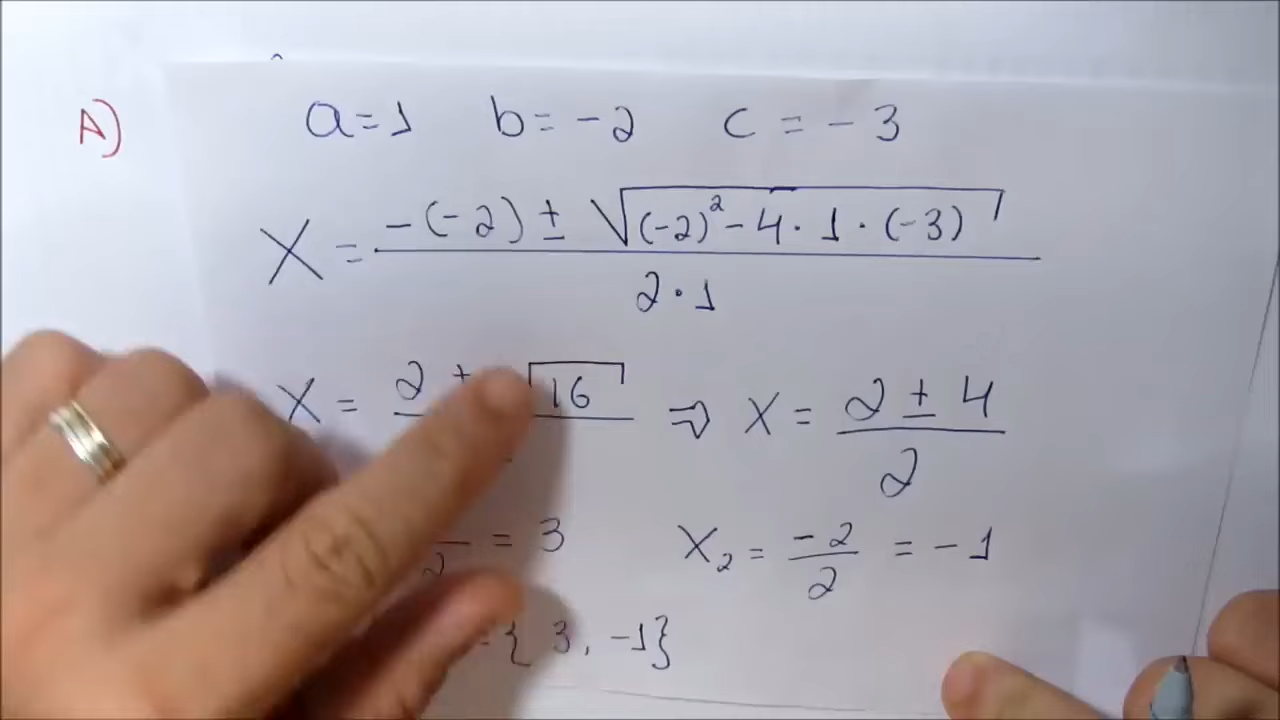 A) a=1 b=-2 c=-3
X = -(-2) ± √(-2)² - 4 · 1 · (-3)
2 · 1
X = 2 ± 16 ⇒ X = 2 ± 4
2
2 = 3 X₂ = -2/2 = -1
={ 3, -1}